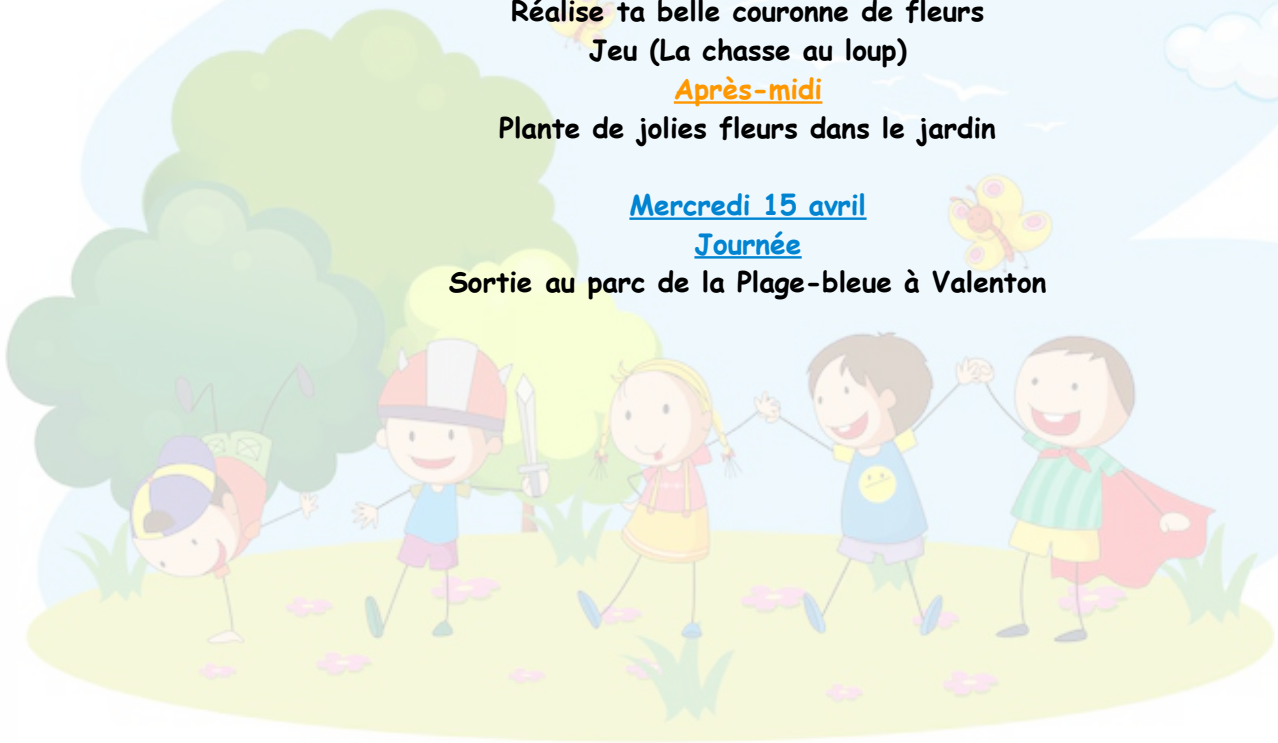 Réalise ta belle couronne de fleurs
Jeu (La chasse au loup)
Après-midi
Plante de jolies fleurs dans le jardin
Mercredi 15 avril
Journée
Sortie au parc de la Plage-bleue à Valenton